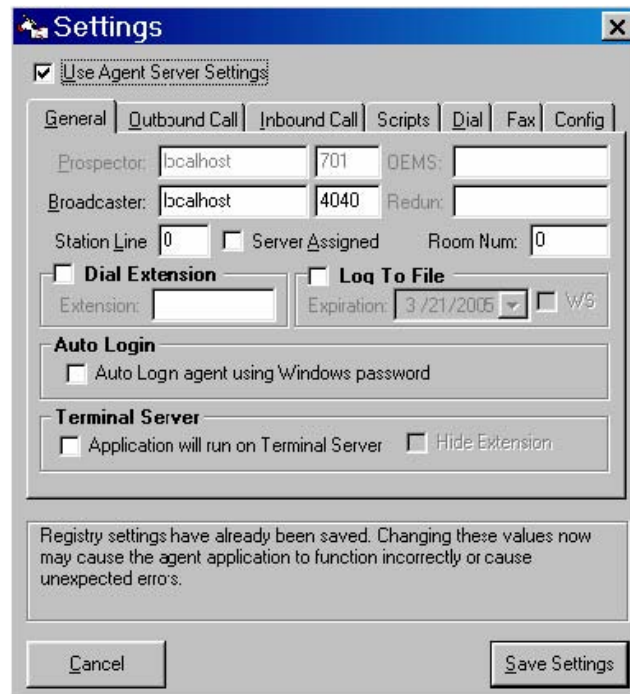 Settings
Use Agent Server Settings
General Outbound Call Inbound Call Scripts Dial Fax Config
Prospector: localhost 701 OEMS:
Broadcaster: localhost 4040 Redun:
Station Line 0 Server Assigned Room Num: 0
Dial Extension Log To File
Extension: Expiration: 3 /21/2005 WS
Auto Login
Auto Login agent using Windows password
Terminal Server
Application will run on Terminal Server Hide Extension
Registry settings have already been saved. Changing these values now
may cause the agent application to function incorrectly or cause
unexpected errors.
Cancel Save Settings